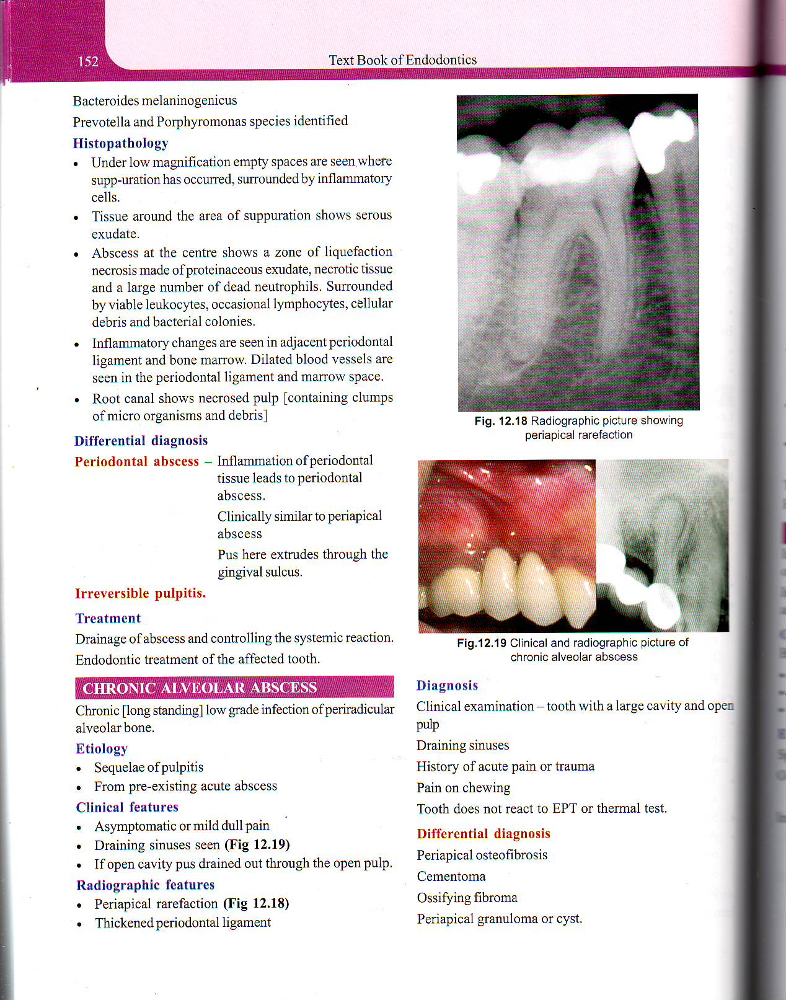 152
Text Book of Endodontics
Bacteroides melaninogenicus
Prevotella and Porphyromonas species identified
Histopathology
• Under low magnification empty spaces are seen where
supp-uration has occurred, surrounded by inflammatory
cells.
• Tissue around the area of suppuration shows serous
exudate.
• Abscess at the centre shows a zone of liquefaction
necrosis made of proteinaceous exudate, necrotic tissue
and a large number of dead neutrophils. Surrounded
by viable leukocytes, occasional lymphocytes, cellular
debris and bacterial colonies.
• Inflammatory changes are seen in adjacent periodontal
ligament and bone marrow. Dilated blood vessels are
seen in the periodontal ligament and marrow space.
• Root canal shows necrosed pulp [containing clumps
of micro organisms and debris]
Differential diagnosis
Periodontal abscess – Inflammation of periodontal
tissue leads to periodontal
abscess.
Clinically similar to periapical
abscess
Pus here extrudes through the
gingival sulcus.
Irreversible pulpitis.
Treatment
Drainage of abscess and controlling the systemic reaction.
Endodontic treatment of the affected tooth.
CHRONIC ALVEOLAR ABSCESS
Chronic [long standing] low grade infection of periradicular
alveolar bone.
Etiology
• Sequelae of pulpitis
• From pre-existing acute abscess
Clinical features
• Asymptomatic or mild dull pain
• Draining sinuses seen (Fig 12.19)
• If open cavity pus drained out through the open pulp.
Radiographic features
• Periapical rarefaction (Fig 12.18)
• Thickened periodontal ligament
Fig. 12.18 Radiographic picture showing
periapical rarefaction
Fig.12.19 Clinical and radiographic picture of
chronic alveolar abscess
Diagnosis
Clinical examination – tooth with a large cavity and open
pulp
Draining sinuses
History of acute pain or trauma
Pain on chewing
Tooth does not react to EPT or thermal test.
Differential diagnosis
Periapical osteofibrosis
Cementoma
Ossifying fibroma
Periapical granuloma or cyst.